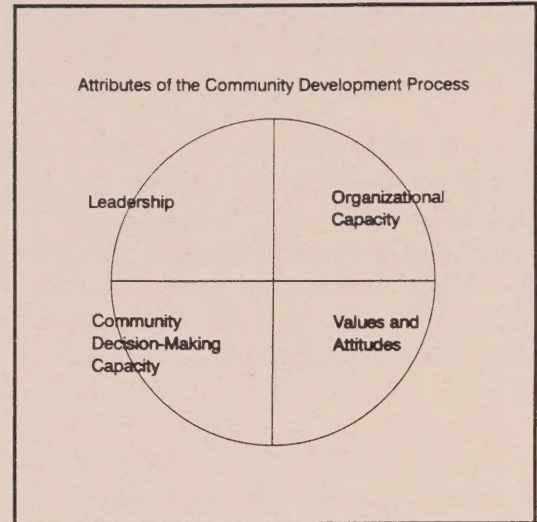 Attributes of the Community Development Process
Leadership
Organizational
Capacity
Community
Decision-Making
Capacity
Values and
Attitudes